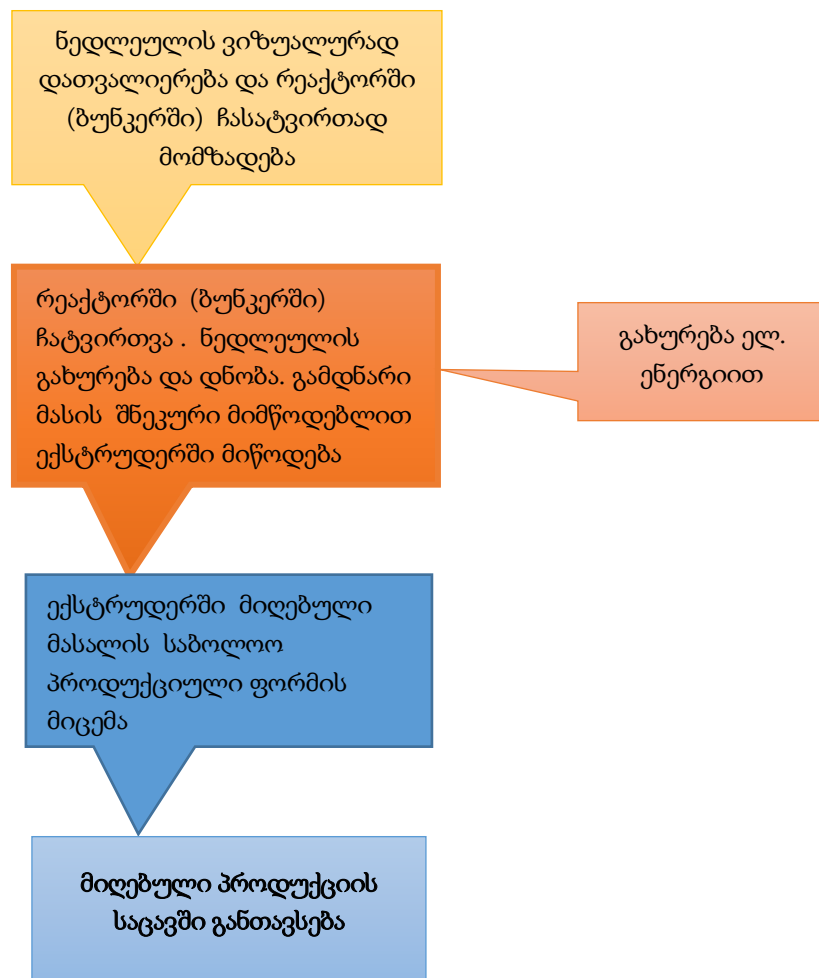 ნედლეულის ვიზუალურად
დათვალიერება და რეაქტორში
(ბუნკერში) ჩასატვირთად
მომზადება
რეაქტორში (ბუნკერში)
ჩატვირთვა . ნედლეულის
გახურება და დნობა. გამდნარი
მასის შნეკური მიმწოდებლით
ექსტრუდერში მიწოდება
გახურება ელ.
ენერგიით
ექსტრუდერში მიღებული
მასალის საბოლოო
პროდუქციული ფორმის
მიცემა
მიღებული პროდუქციის
საცავში განთავსება